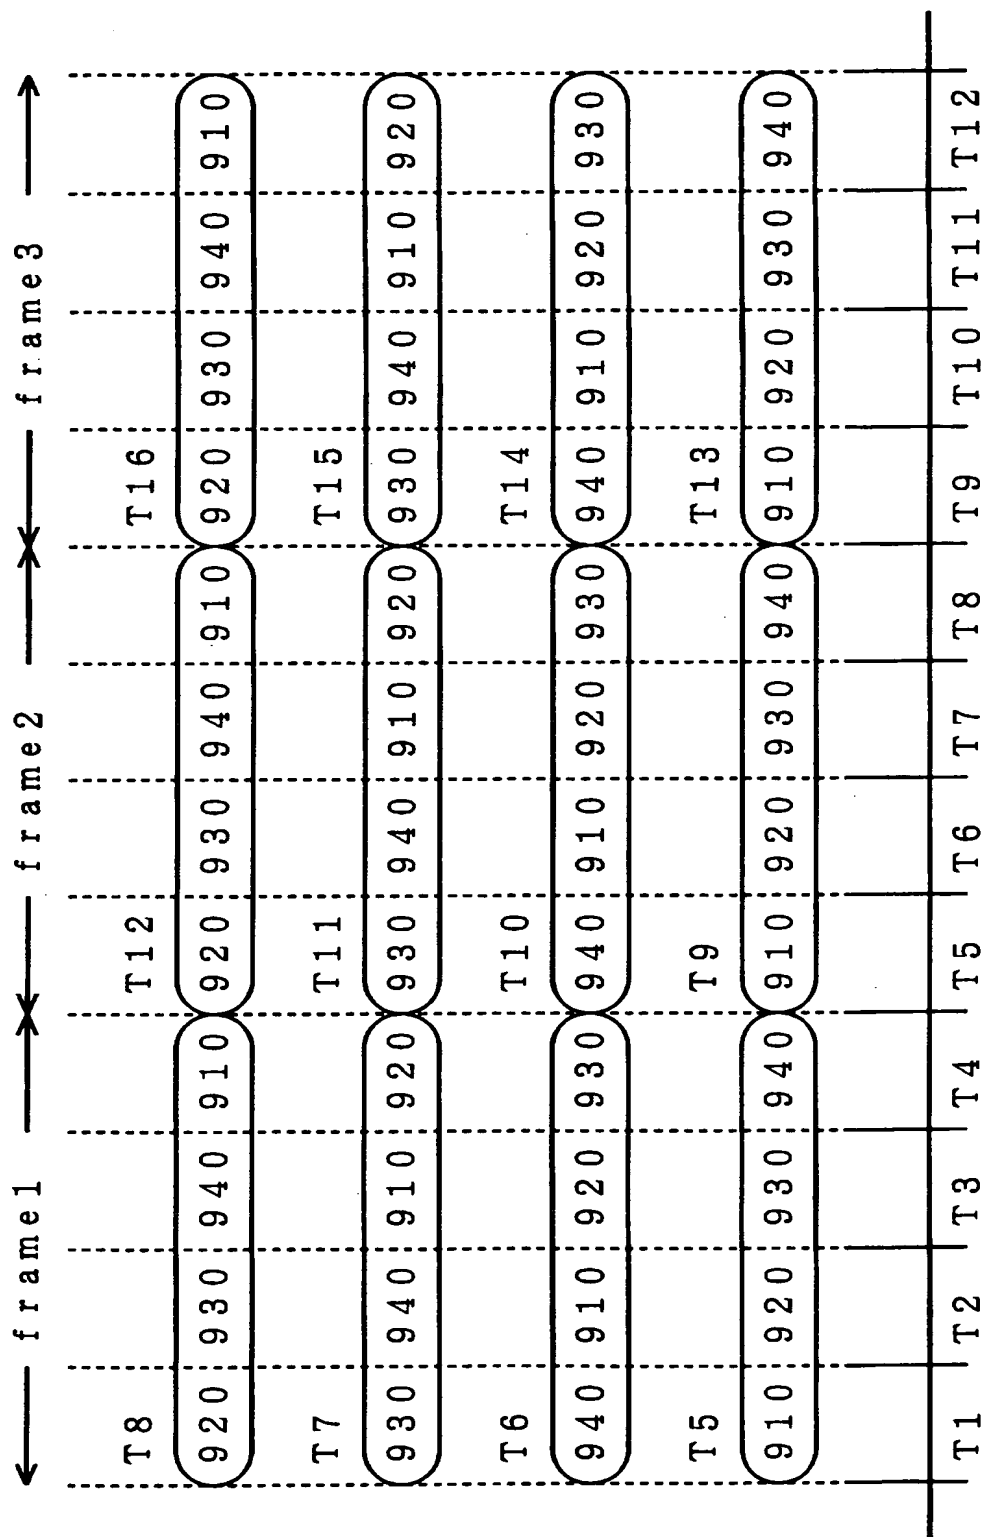 frame1 frame2 frame3
T8 T12 T16
920 930 940 910 920 930 940 910 920 930 940 910
T7 T11 T15
930 940 910 920 930 940 910 920 930 940 910 920
T6 T10 T14
940 910 920 930 940 910 920 930 940 910 920 930
T5 T9 T13
910 920 930 940 910 920 930 940 910 920 930 940
T1 T2 T3 T4 T5 T6 T7 T8 T9 T10 T11 T12